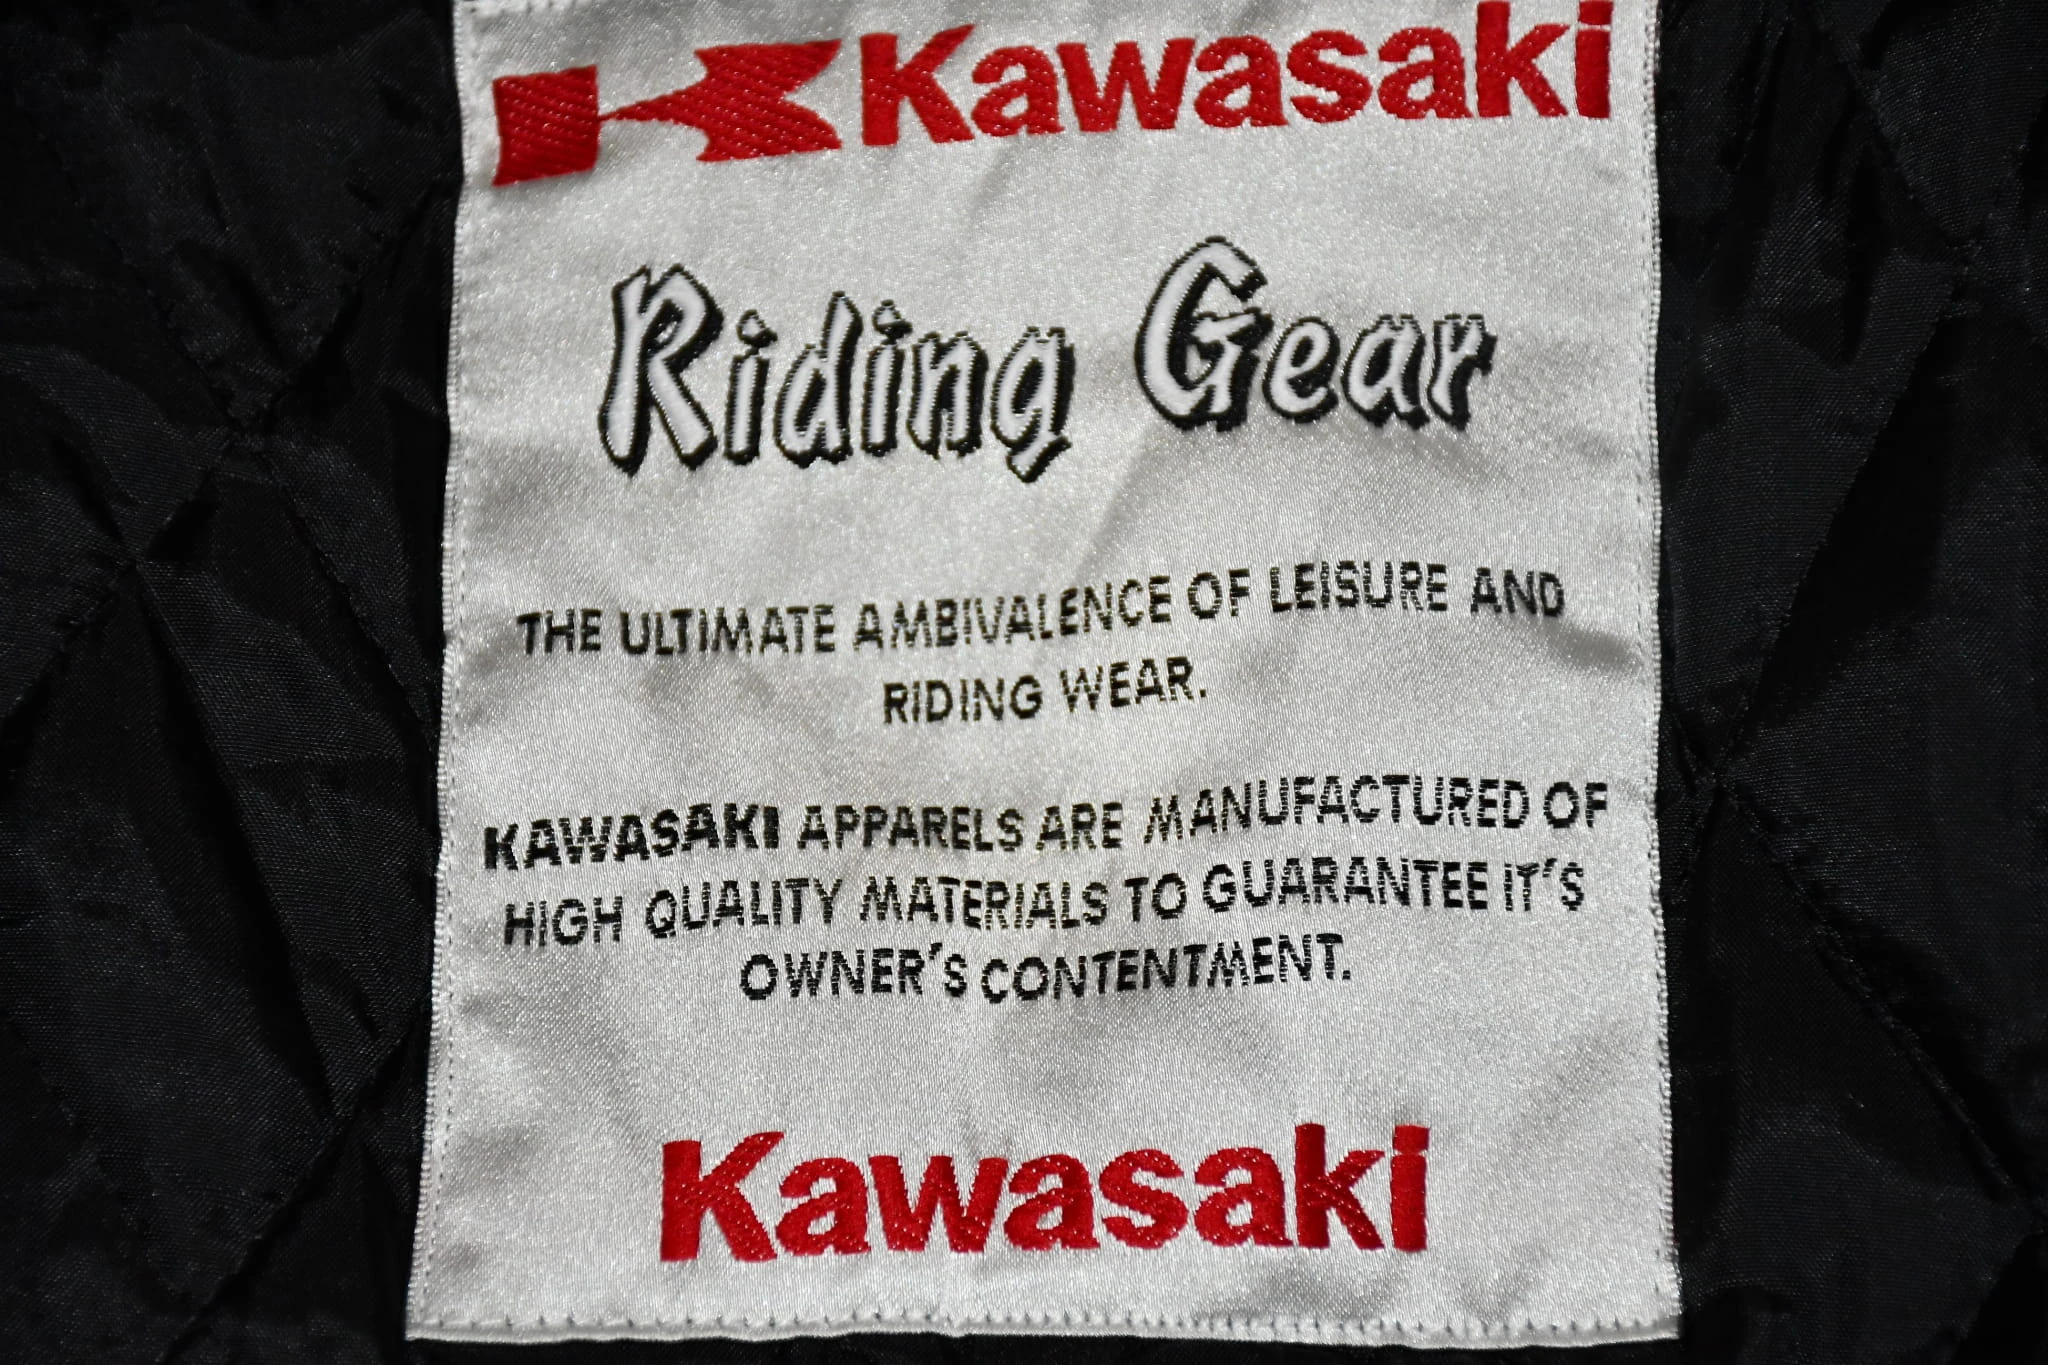 Kawasaki
Riding Gear
THE ULTIMATE AMBIVALENCE OF LEISURE AND
RIDING WEAR.
KAWASAKI APPARELS ARE MANUFACTURED OF
HIGH QUALITY MATERIALS TO GUARANTEE IT'S
OWNER'S CONTENTMENT.
Kawasaki